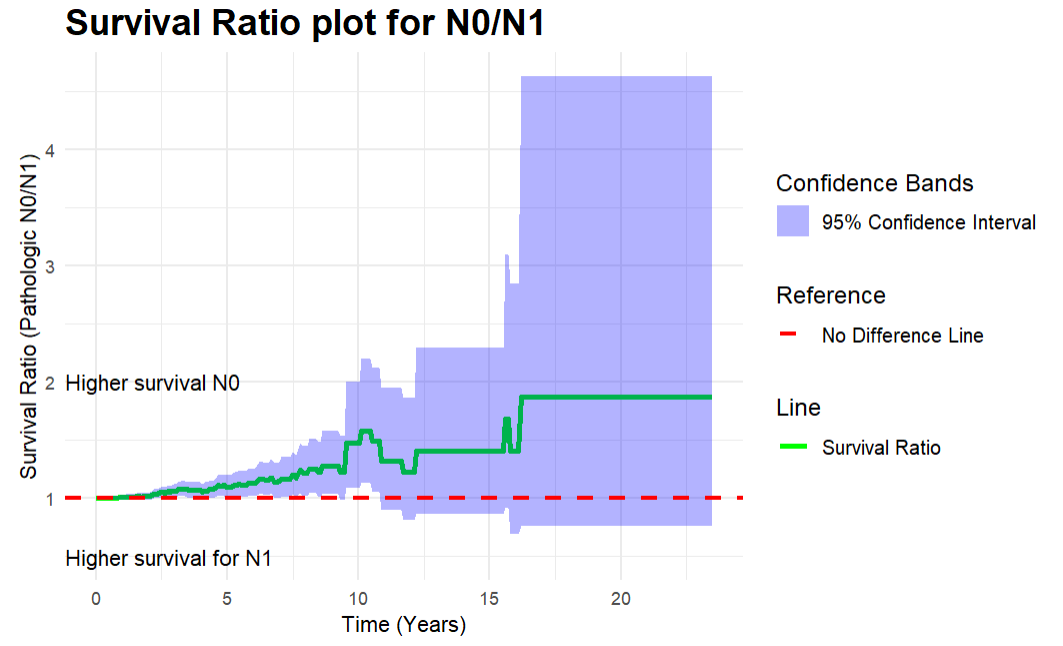 Survival Ratio plot for N0/N1
Survival Ratio (Pathologic N0/N1)
4
3
2
1
Higher survival N0
Higher survival for N1
0
5
10
15
20
Time (Years)
Confidence Bands
95% Confidence Interval
Reference
No Difference Line
Line
Survival Ratio